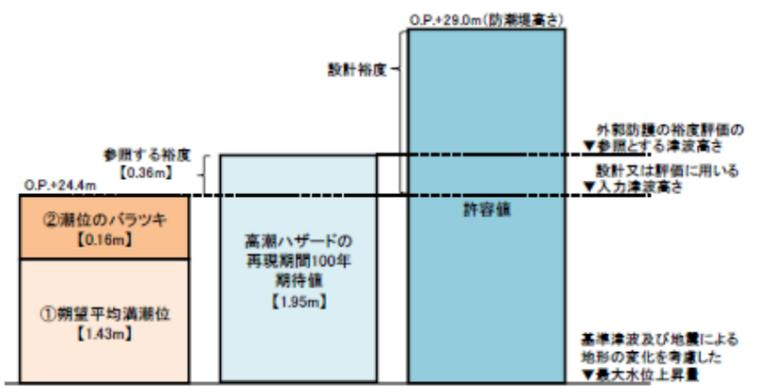 O.P.+29.0m(防潮堤高さ)
設計裕度
外郭防護の裕度評価の
▼参照とする津波高さ
参照する裕度
【0.36m】
設計又は評価に用いる
▼入力津波高さ
O.P.+24.4m
許容値
②潮位のバラツキ
【0.16m】
高潮ハザードの
再現期間100年
期待値
【1.95m】
①朔望平均満潮位
【1.43m】
基準津波及び地震による
地形の変化を考慮した
▼最大水位上昇量